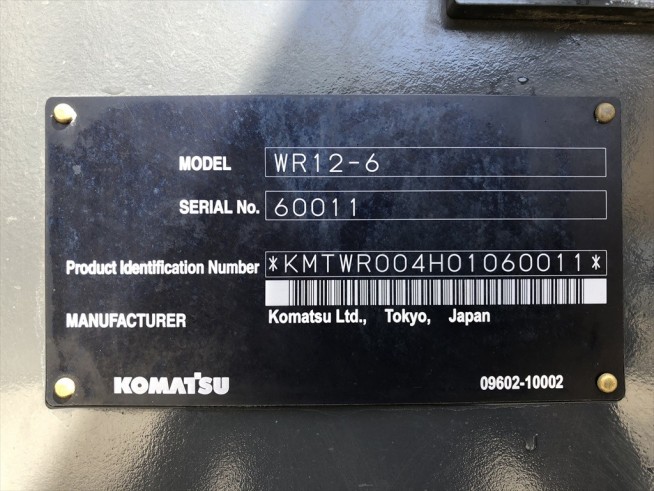 MODEL WR12-6
SERIAL No. 60011
Product Identification Number *KMTWR004H01060011*
MANUFACTURER Komatsu Ltd., Tokyo, Japan
KOMATSU 09602-10002